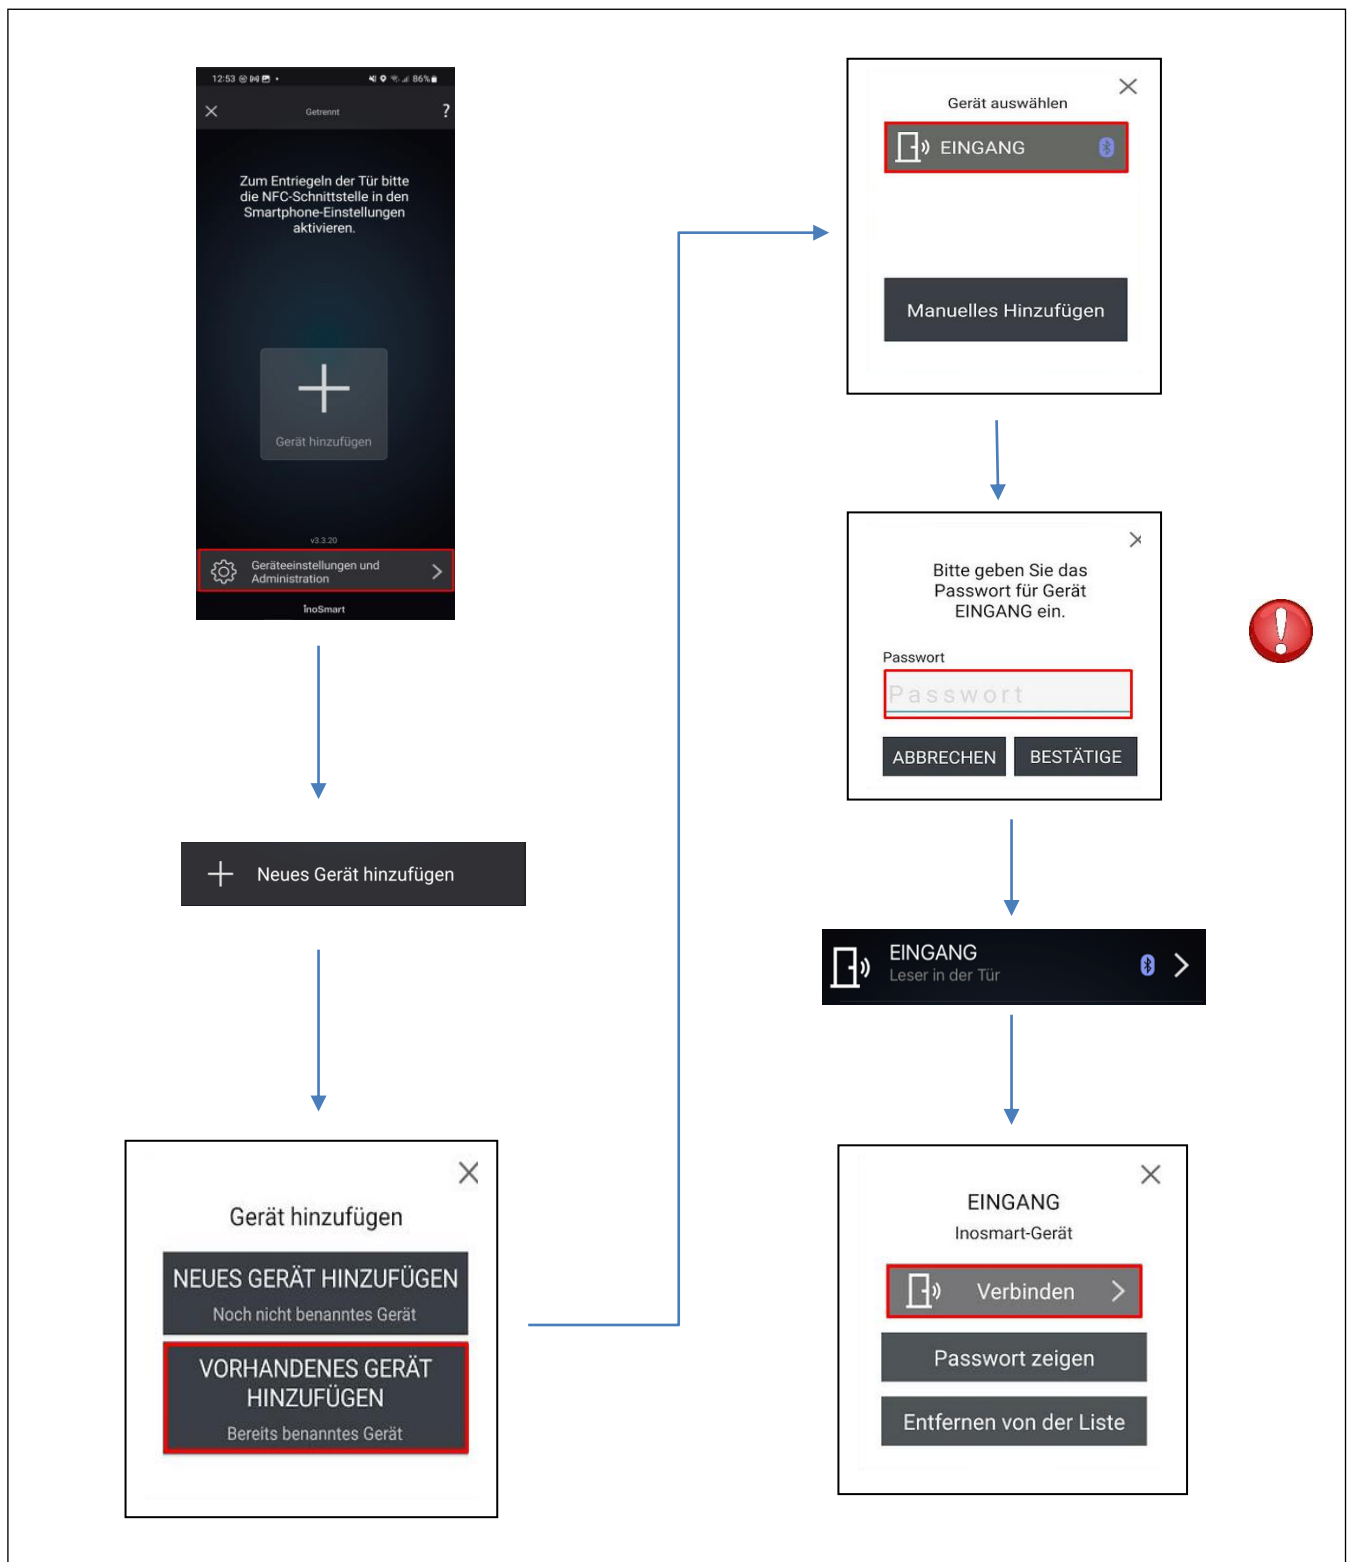 12:53
86%
Getrennt
?
Zum Entriegeln der Tür bitte
die NFC-Schnittstelle in den
Smartphone-Einstellungen
aktivieren.
Gerät hinzufügen
v3.3.20
Geräteeinstellungen und
Administration
inoSmart
Neues Gerät hinzufügen
Gerät hinzufügen
NEUES GERÄT HINZUFÜGEN
Noch nicht benanntes Gerät
VORHANDENES GERÄT
HINZUFÜGEN
Bereits benanntes Gerät
Gerät auswählen
EINGANG
Manuelles Hinzufügen
Bitte geben Sie das
Passwort für Gerät
EINGANG ein.
Passwort
Passwort
ABBRECHEN BESTÄTIGE
EINGANG
Leser in der Tür
EINGANG
Inosmart-Gerät
Verbinden
Passwort zeigen
Entfernen von der Liste